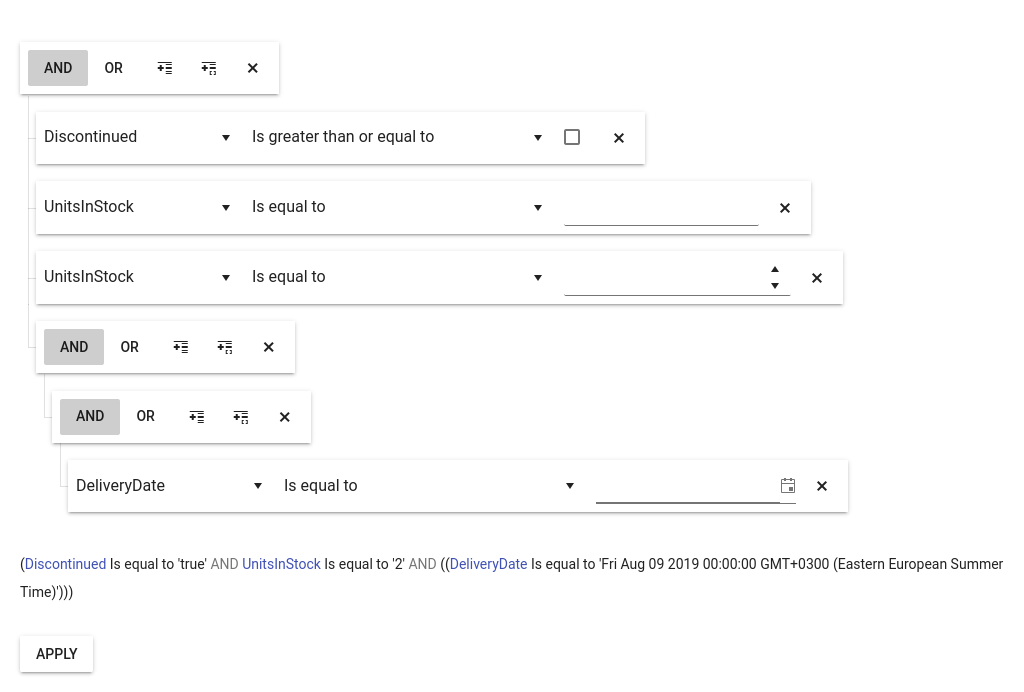 AND OR
Discontinued Is greater than or equal to
UnitsInStock Is equal to
UnitsInStock Is equal to
AND OR
AND OR
DeliveryDate Is equal to
(Discontinued Is equal to 'true' AND UnitsInStock Is equal to '2' AND ((DeliveryDate Is equal to 'Fri Aug 09 2019 00:00:00 GMT+0300 (Eastern European Summer
Time)')))
APPLY